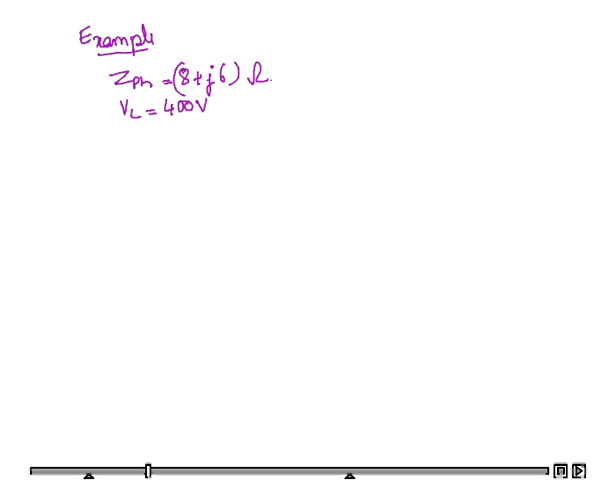 Example
Zph = (8+j6) Ω.
VL = 400V